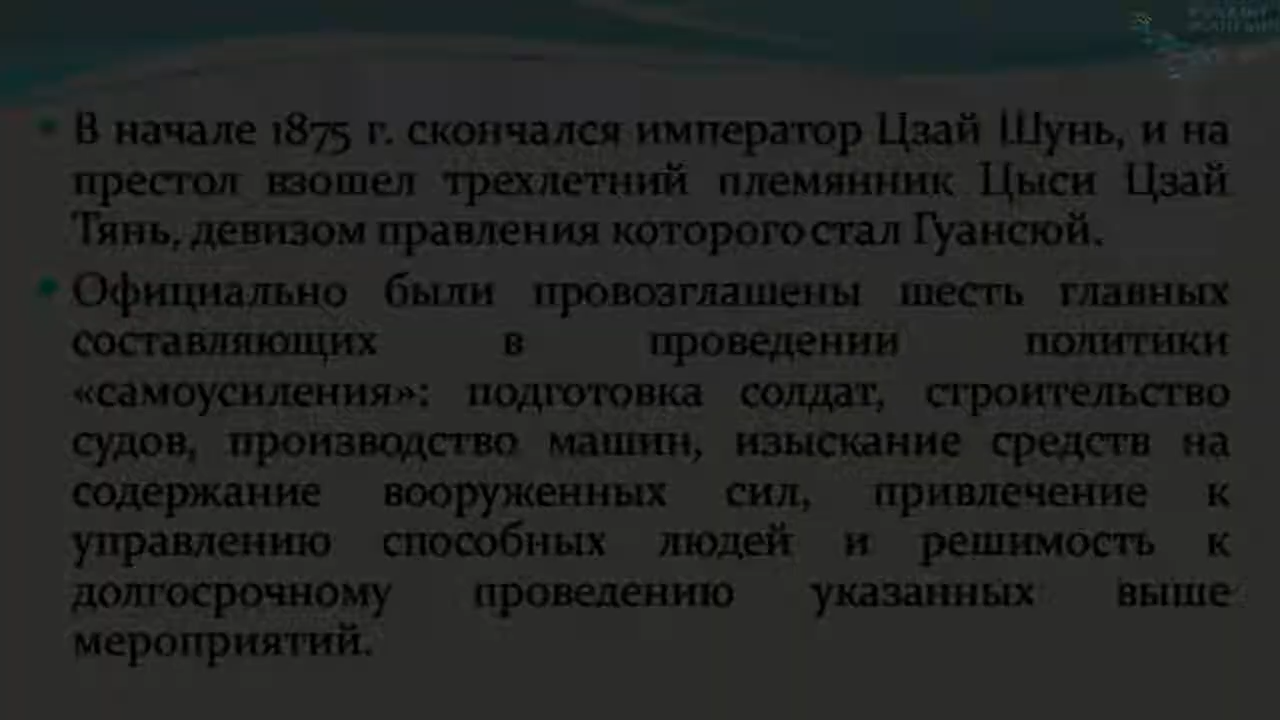 • В начале 1875 г. скончался император Цзай Шунь, и на
престол взошел трехлетний племянник Цыси Цзай
Тянь, девизом правления которого стал Гуансюй.
• Официально были провозглашены шесть главных
составляющих в проведении политики
«самоусиления»: подготовка солдат, строительство
судов, производство машин, изыскание средств на
содержание вооруженных сил, привлечение к
управлению способных людей и решимость к
долгосрочному проведению указанных выше
мероприятий.